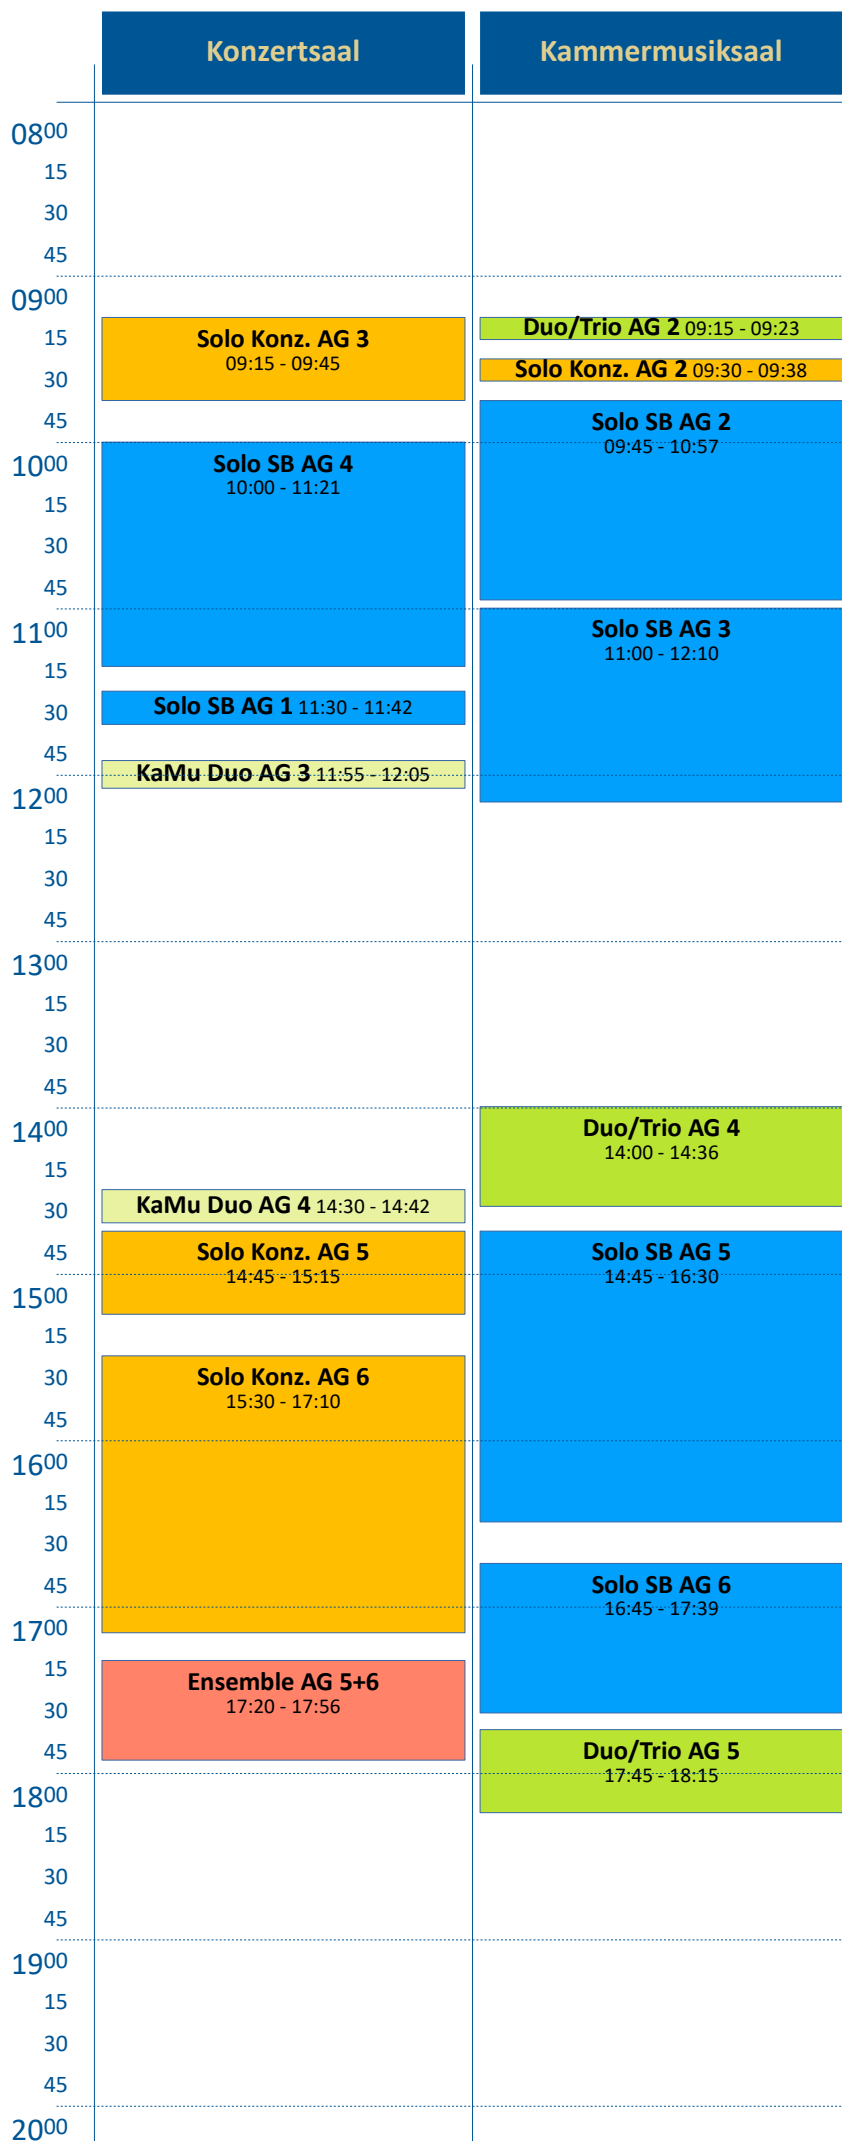 Konzertsaal
Kammermusiksaal
08⁰⁰
15
30
45
09⁰⁰
Solo Konz. AG 3
09:15 - 09:45
Duo/Trio AG 2 09:15 - 09:23
15
Solo Konz. AG 2 09:30 - 09:38
30
45
Solo SB AG 2
09:45 - 10:57
10⁰⁰
Solo SB AG 4
10:00 - 11:21
15
30
45
11⁰⁰
Solo SB AG 3
11:00 - 12:10
15
30
Solo SB AG 1 11:30 - 11:42
45
KaMu Duo AG 3 11:55 - 12:05
12⁰⁰
15
30
45
13⁰⁰
15
30
45
14⁰⁰
Duo/Trio AG 4
14:00 - 14:36
15
30
KaMu Duo AG 4 14:30 - 14:42
45
Solo Konz. AG 5
14:45 - 15:15
Solo SB AG 5
14:45 - 16:30
15⁰⁰
15
30
Solo Konz. AG 6
15:30 - 17:10
45
16⁰⁰
15
30
45
Solo SB AG 6
16:45 - 17:39
17⁰⁰
15
Ensemble AG 5+6
17:20 - 17:56
30
45
Duo/Trio AG 5
17:45 - 18:15
18⁰⁰
15
30
45
19⁰⁰
15
30
45
20⁰⁰